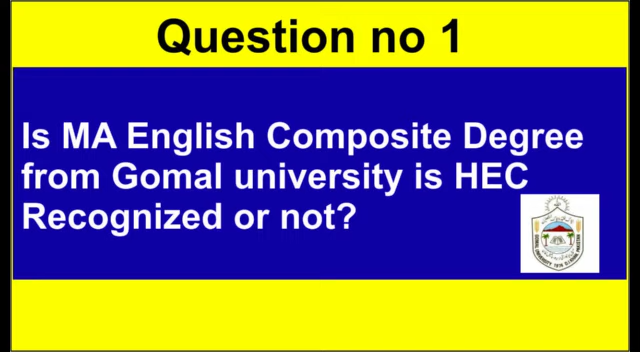 Question no 1
Is MA English Composite Degree
from Gomal university is HEC
Recognized or not?